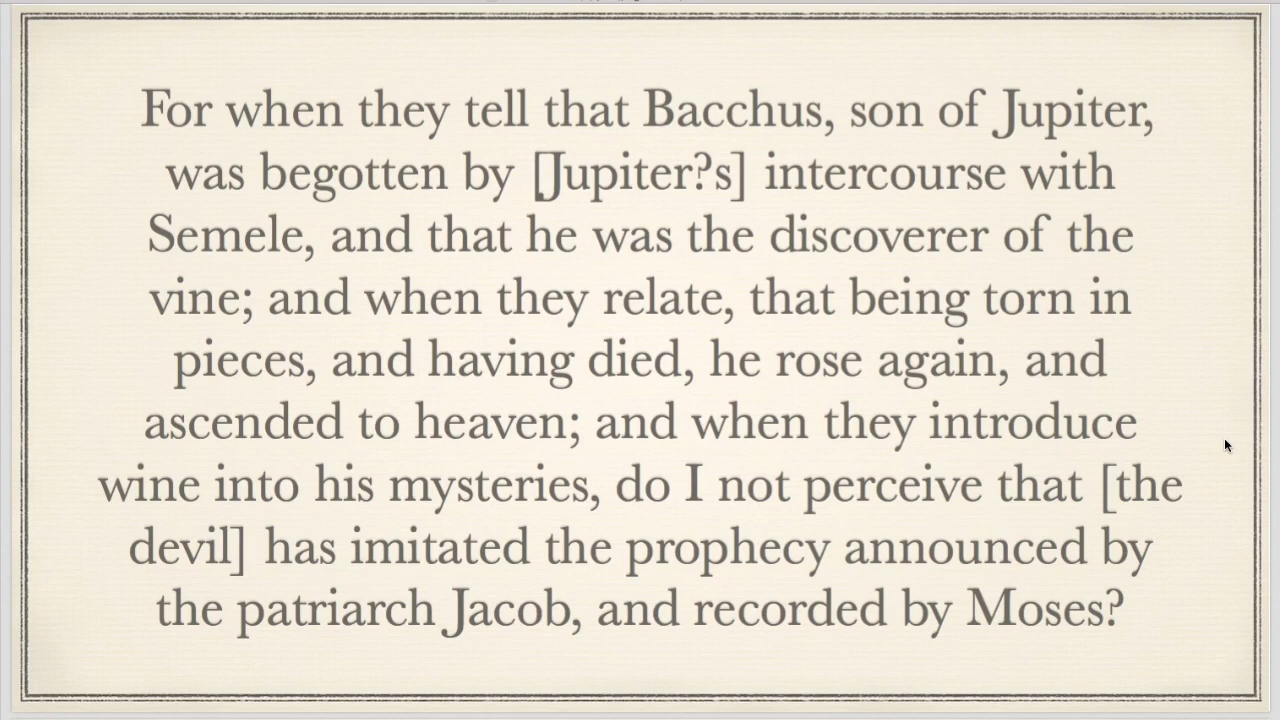 For when they tell that Bacchus, son of Jupiter,
was begotten by [Jupiter?s] intercourse with
Semele, and that he was the discoverer of the
vine; and when they relate, that being torn in
pieces, and having died, he rose again, and
ascended to heaven; and when they introduce
wine into his mysteries, do I not perceive that [the
devil] has imitated the prophecy announced by
the patriarch Jacob, and recorded by Moses?